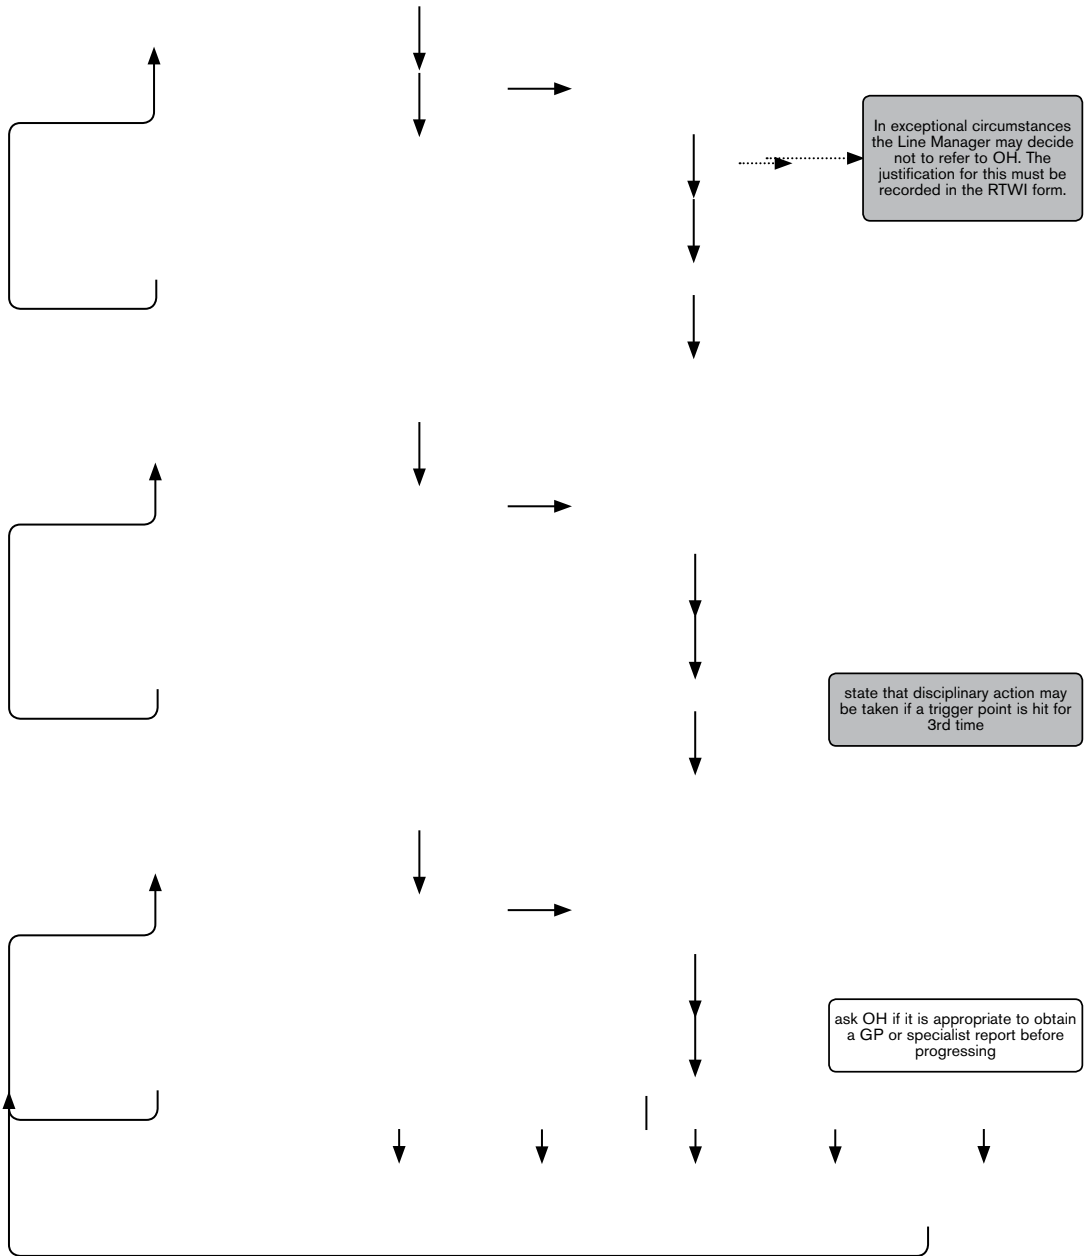 In exceptional circumstances
the Line Manager may decide
not to refer to OH. The
justification for this must be
recorded in the RTWI form.
state that disciplinary action may
be taken if a trigger point is hit for
3rd time
ask OH if it is appropriate to obtain
a GP or specialist report before
progressing